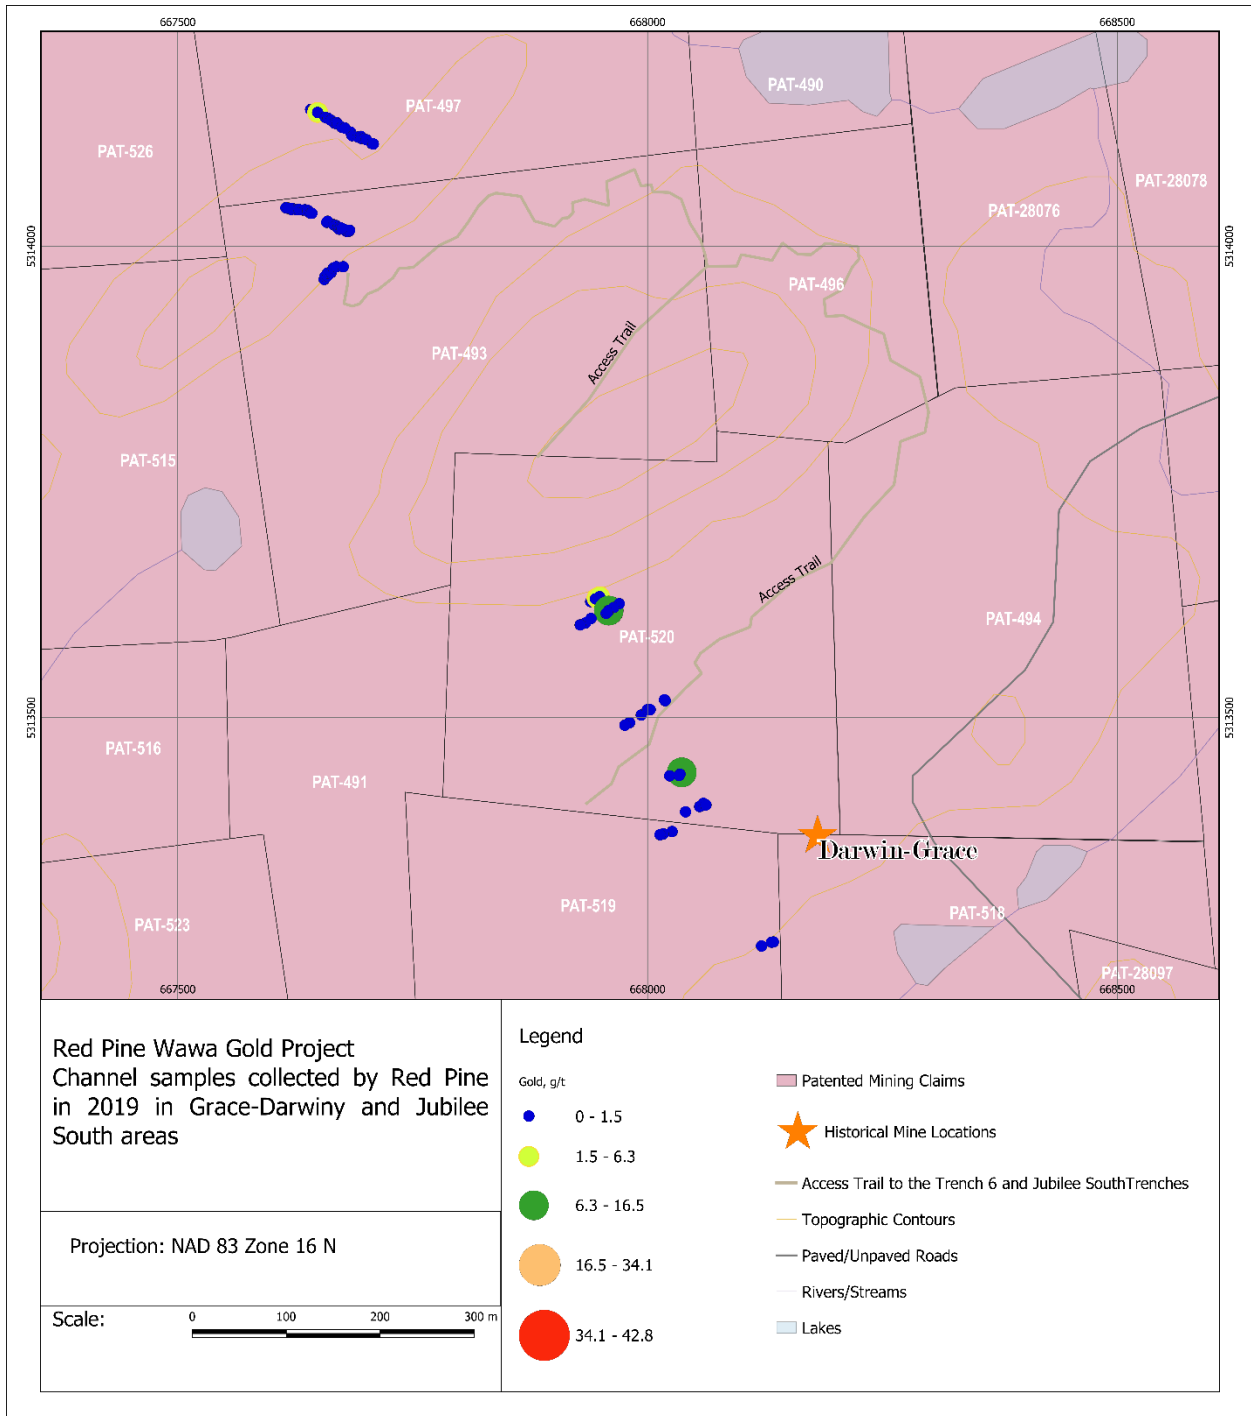 667500 668000 668500
PAT-490
PAT-497
PAT-526
PAT-28078
PAT-28076
5314000 5314000
PAT-496
Access Trail
PAT-493
PAT-515
Access Trail
PAT-494
PAT-520
5313500 5313500
PAT-516
PAT-491
Darwin-Grace
PAT-519
PAT-518
PAT-523
PAT-28097
667500 668000 668500
Red Pine Wawa Gold Project
Channel samples collected by Red Pine
in 2019 in Grace-Darwiny and Jubilee
South areas
Projection: NAD 83 Zone 16 N
Scale:
0 100 200 300 m
Legend
Gold, g/t
0 - 1.5
1.5 - 6.3
6.3 - 16.5
16.5 - 34.1
34.1 - 42.8
Patented Mining Claims
Historical Mine Locations
Access Trail to the Trench 6 and Jubilee SouthTrenches
Topographic Contours
Paved/Unpaved Roads
Rivers/Streams
Lakes